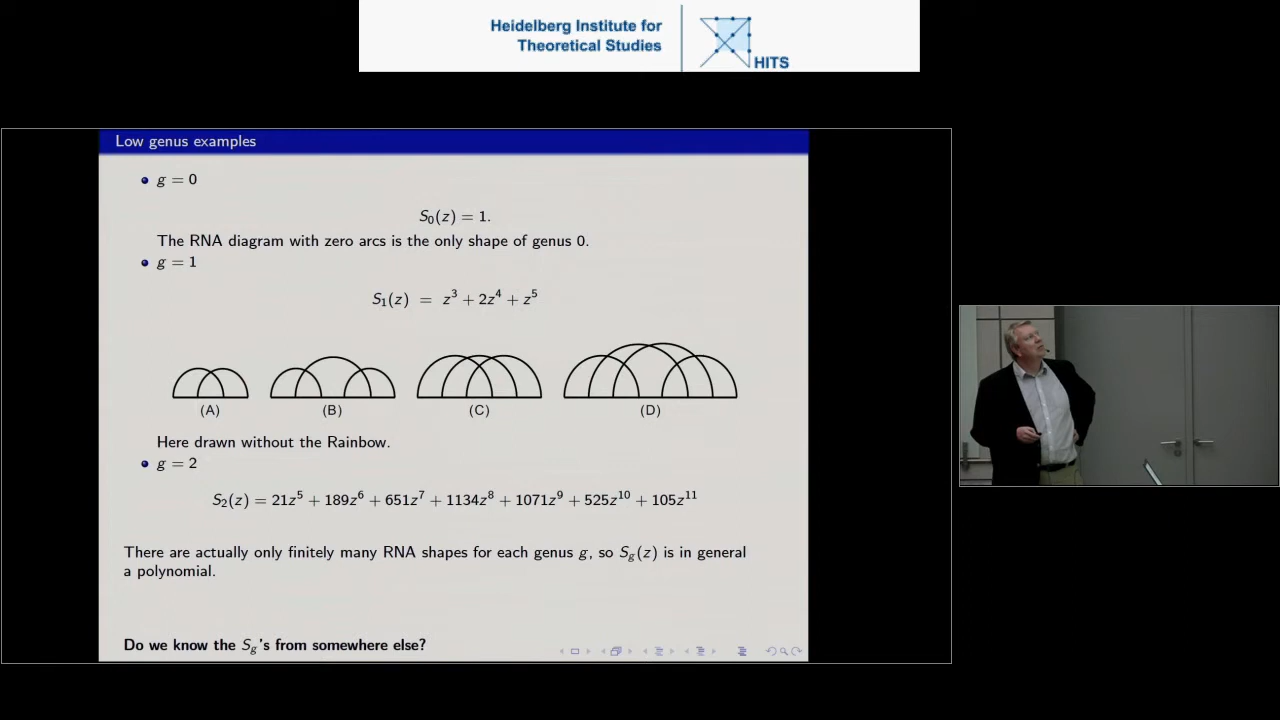 Heidelberg Institute for
Theoretical Studies
HITS
Low genus examples
g = 0
S₀(z) = 1.
The RNA diagram with zero arcs is the only shape of genus 0.
g = 1
S₁(z) = z³ + 2z⁴ + z⁵
(A) (B) (C) (D)
Here drawn without the Rainbow.
g = 2
S₂(z) = 21z⁵ + 189z⁶ + 651z⁷ + 1134z⁸ + 1071z⁹ + 525z¹⁰ + 105z¹¹
There are actually only finitely many RNA shapes for each genus g, so S_g(z) is in general
a polynomial.
Do we know the S_g's from somewhere else?